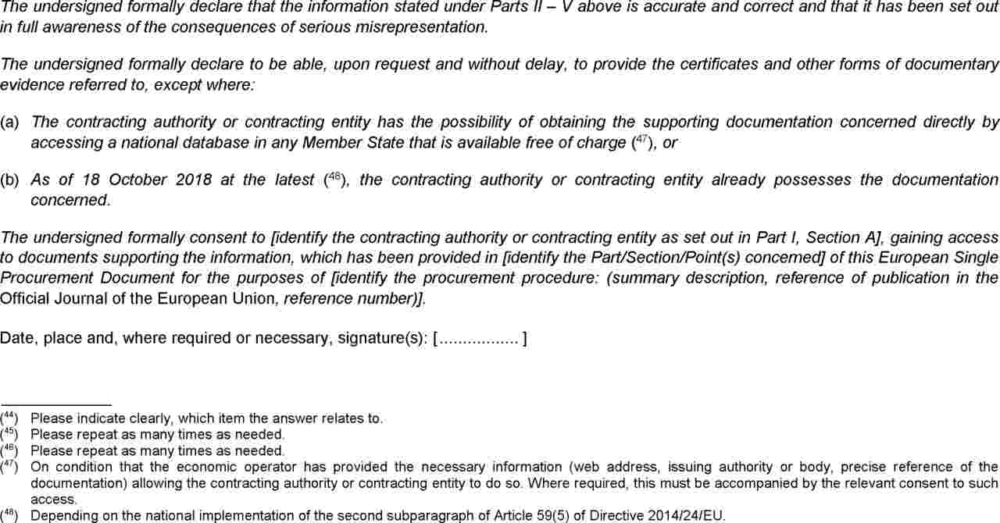 The undersigned formally declare that the information stated under Parts II – V above is accurate and correct and that it has been set out
in full awareness of the consequences of serious misrepresentation.
The undersigned formally declare to be able, upon request and without delay, to provide the certificates and other forms of documentary
evidence referred to, except where:
(a) The contracting authority or contracting entity has the possibility of obtaining the supporting documentation concerned directly by
accessing a national database in any Member State that is available free of charge (47), or
(b) As of 18 October 2018 at the latest (48), the contracting authority or contracting entity already possesses the documentation
concerned.
The undersigned formally consent to [identify the contracting authority or contracting entity as set out in Part I, Section A], gaining access
to documents supporting the information, which has been provided in [identify the Part/Section/Point(s) concerned] of this European Single
Procurement Document for the purposes of [identify the procurement procedure: (summary description, reference of publication in the
Official Journal of the European Union, reference number)].
Date, place and, where required or necessary, signature(s): [................. ]
(44) Please indicate clearly, which item the answer relates to.
(45) Please repeat as many times as needed.
(46) Please repeat as many times as needed.
(47) On condition that the economic operator has provided the necessary information (web address, issuing authority or body, precise reference of the
documentation) allowing the contracting authority or contracting entity to do so. Where required, this must be accompanied by the relevant consent to such
access.
(48) Depending on the national implementation of the second subparagraph of Article 59(5) of Directive 2014/24/EU.